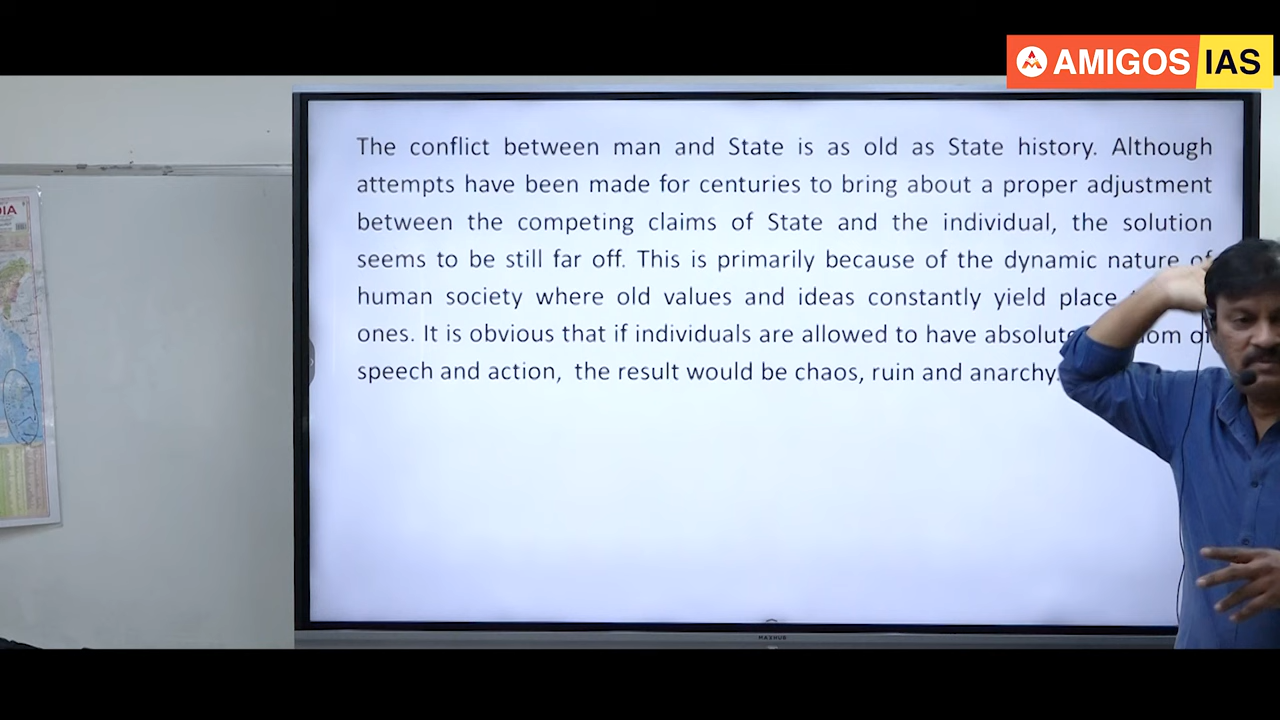 AMIGOS IAS
The conflict between man and State is as old as State history. Although
attempts have been made for centuries to bring about a proper adjustment
between the competing claims of State and the individual, the solution
seems to be still far off. This is primarily because of the dynamic nature of
human society where old values and ideas constantly yield place
ones. It is obvious that if individuals are allowed to have absolute of
speech and action, the result would be chaos, ruin and anarchy.
DIA
MAXHUB